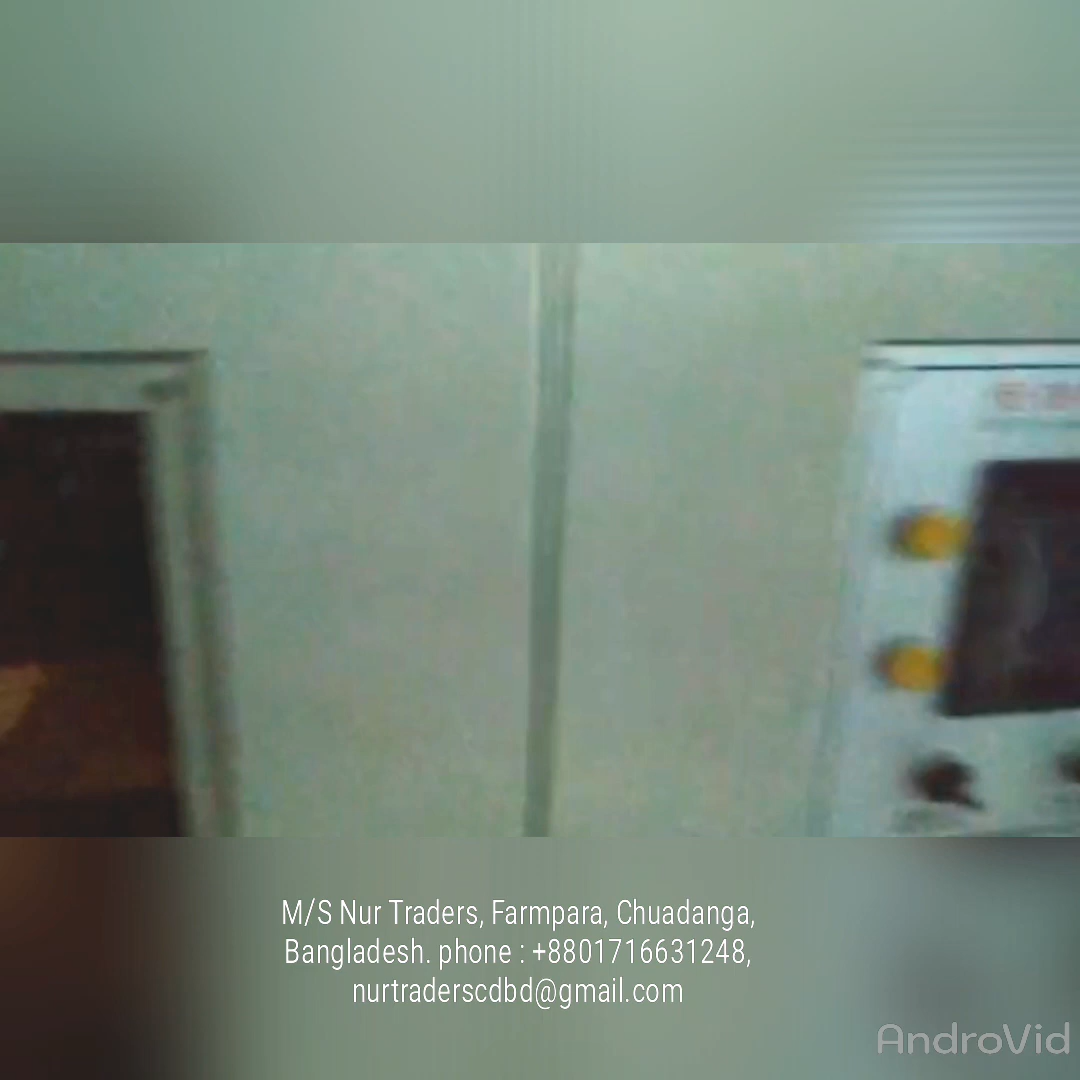 M/S Nur Traders, Farmpara, Chuadanga,
Bangladesh. phone : +8801716631248,
nurtraderscdbd@gmail.com
AndroVid